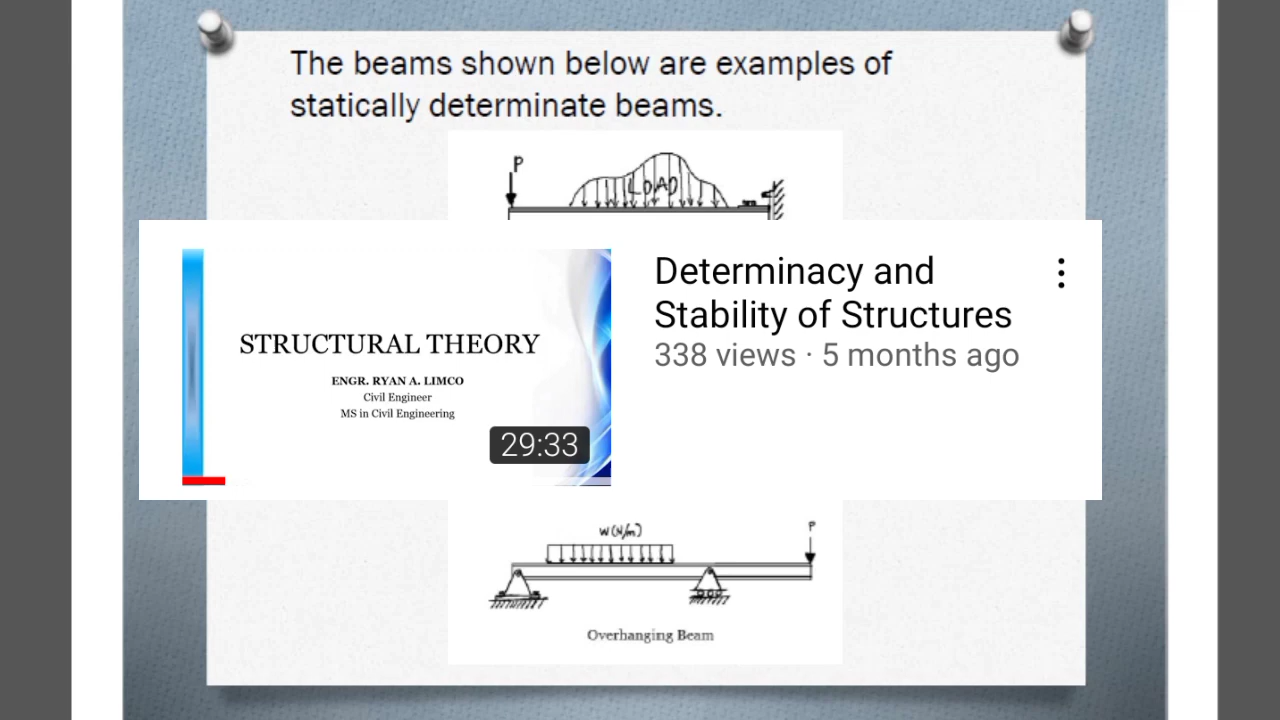 The beams shown below are examples of
statically determinate beams.
P
LOAD
STRUCTURAL THEORY
ENGR. RYAN A. LIMCO
Civil Engineer
MS in Civil Engineering
29:33
Determinacy and
Stability of Structures
338 views · 5 months ago
W(N/m)
P
Overhanging Beam